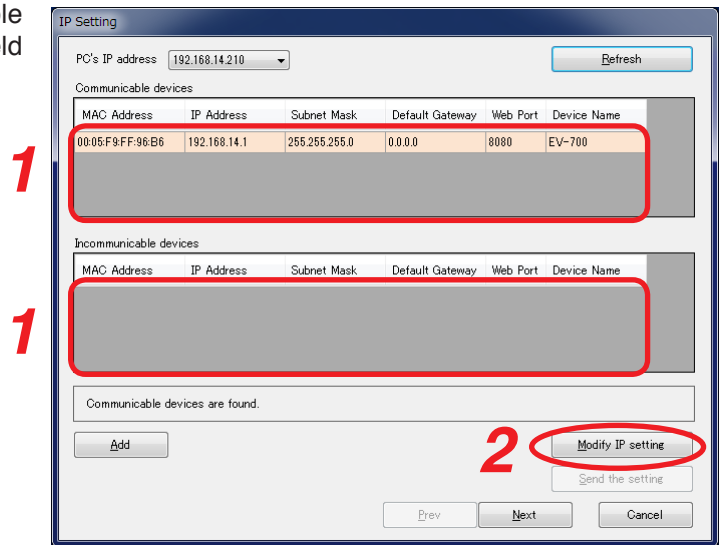 ble
eld
IP Setting
PC's IP address 192.168.14.210 Refresh
Communicable devices
MAC Address IP Address Subnet Mask Default Gateway Web Port Device Name
1
00:05:F9:FF:96:B6 192.168.14.1 255.255.255.0 0.0.0.0 8080 EV-700
Incommunicable devices
MAC Address IP Address Subnet Mask Default Gateway Web Port Device Name
1
Communicable devices are found.
Add 2 Modify IP setting
Send the setting
Prev Next Cancel